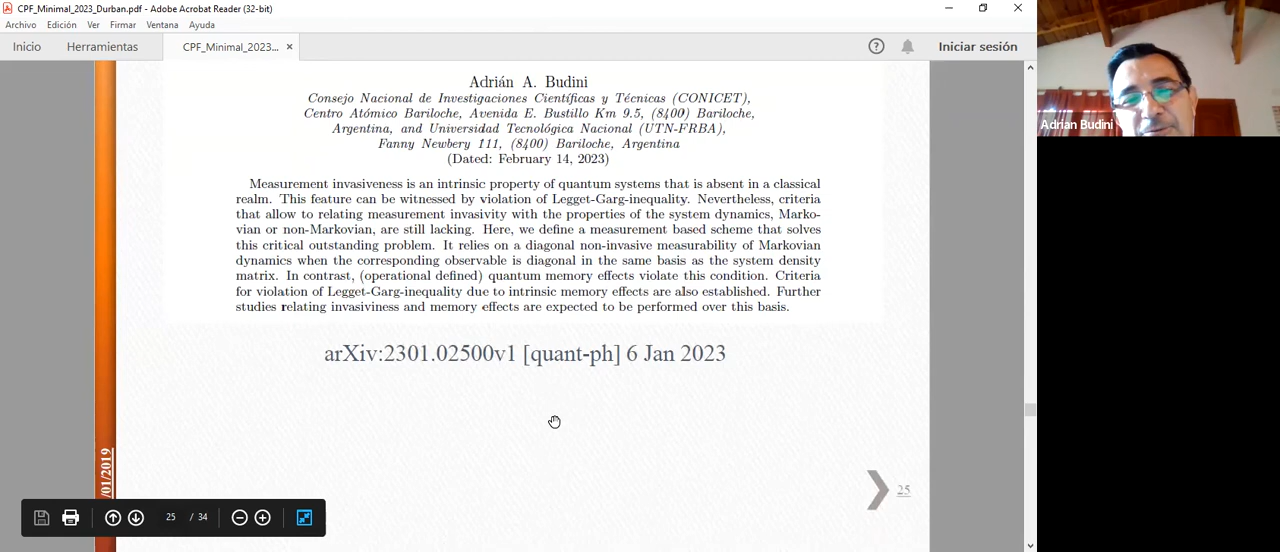 CPF_Minimal_2023_Durban.pdf - Adobe Acrobat Reader (32-bit)
Archivo Edición Ver Firmar Ventana Ayuda
Inicio Herramientas CPF_Minimal_2023... × Iniciar sesión
Adrián A. Budini
Consejo Nacional de Investigaciones Científicas y Técnicas (CONICET),
Centro Atómico Bariloche, Avenida E. Bustillo Km 9.5, (8400) Bariloche,
Argentina, and Universidad Tecnológica Nacional (UTN-FRBA),
Fanny Newbery 111, (8400) Bariloche, Argentina
(Dated: February 14, 2023)
Measurement invasiveness is an intrinsic property of quantum systems that is absent in a classical
realm. This feature can be witnessed by violation of Legget-Garg-inequality. Nevertheless, criteria
that allow to relating measurement invasivity with the properties of the system dynamics, Marko-
vian or non-Markovian, are still lacking. Here, we define a measurement based scheme that solves
this critical outstanding problem. It relies on a diagonal non-invasive measurability of Markovian
dynamics when the corresponding observable is diagonal in the same basis as the system density
matrix. In contrast, (operational defined) quantum memory effects violate this condition. Criteria
for violation of Legget-Garg-inequality due to intrinsic memory effects are also established. Further
studies relating invasiviness and memory effects are expected to be performed over this basis.
arXiv:2301.02500v1 [quant-ph] 6 Jan 2023
/01/2019
25
25 / 34
Adrian Budini